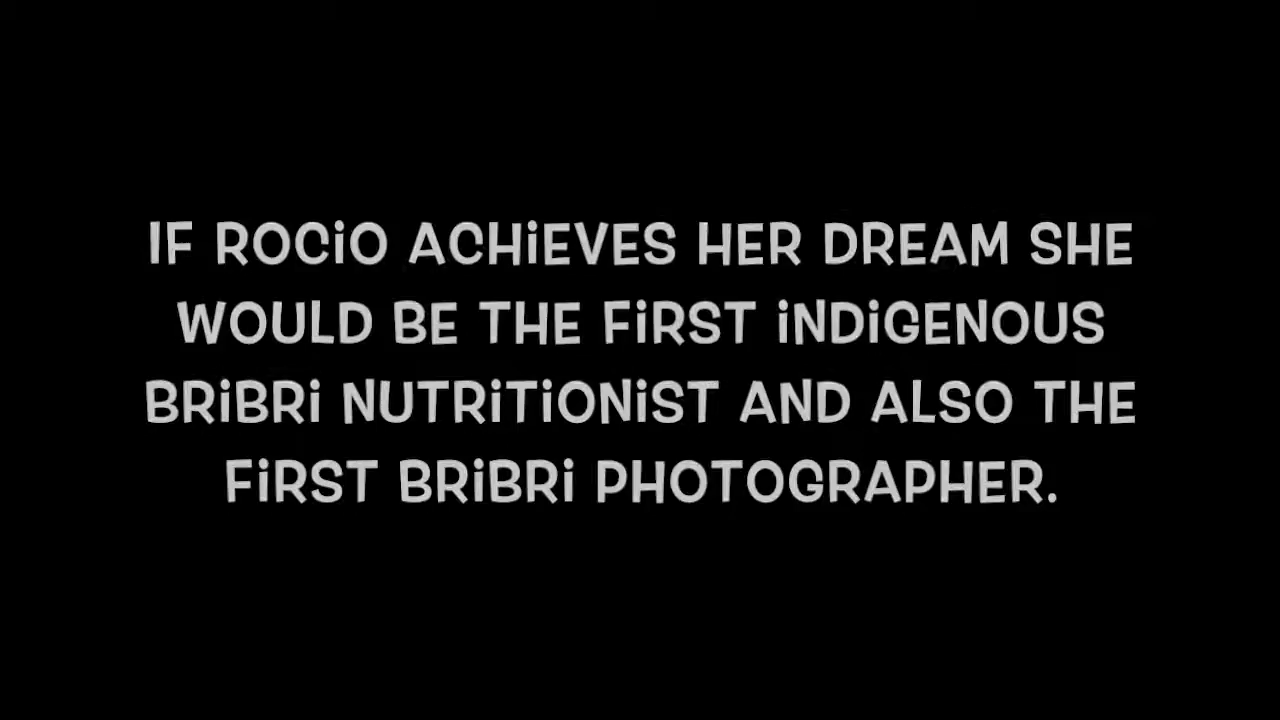 IF ROCiO ACHiEVES HER DREAM SHE
WOULD BE THE FiRST iNDiGENOUS
BRiBRi NUTRiTiONiST AND ALSO THE
FiRST BRiBRi PHOTOGRAPHER.